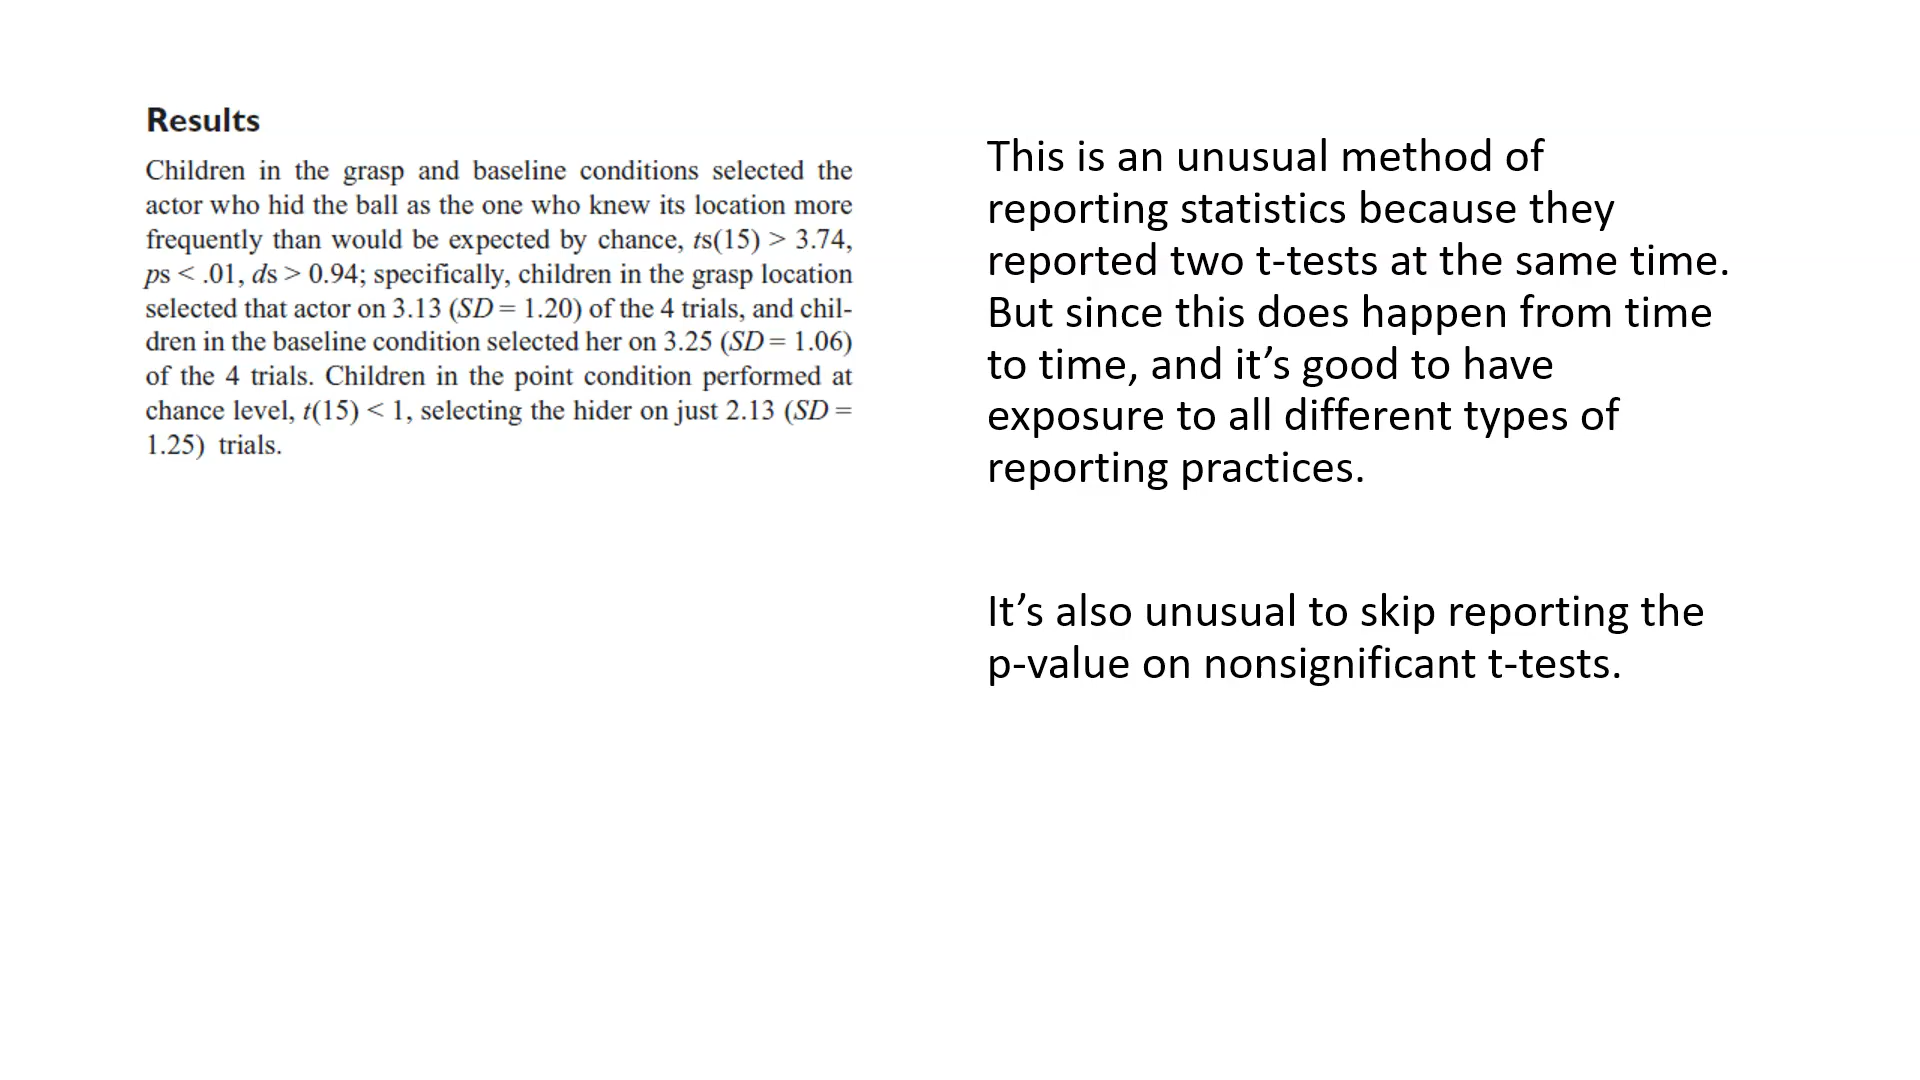 Results
Children in the grasp and baseline conditions selected the
actor who hid the ball as the one who knew its location more
frequently than would be expected by chance, ts(15) > 3.74,
ps < .01, ds > 0.94; specifically, children in the grasp location
selected that actor on 3.13 (SD = 1.20) of the 4 trials, and chil-
dren in the baseline condition selected her on 3.25 (SD = 1.06)
of the 4 trials. Children in the point condition performed at
chance level, t(15) < 1, selecting the hider on just 2.13 (SD =
1.25) trials.
This is an unusual method of
reporting statistics because they
reported two t-tests at the same time.
But since this does happen from time
to time, and it’s good to have
exposure to all different types of
reporting practices.
It’s also unusual to skip reporting the
p-value on nonsignificant t-tests.